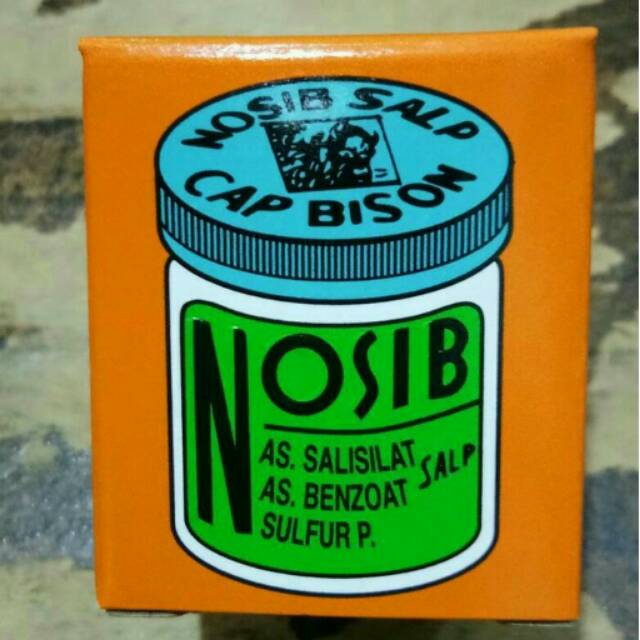 NOSIB SALP
CAP BISON
NOSIB
AS. SALISILAT
AS. BENZOAT
SULFUR P.
SALP